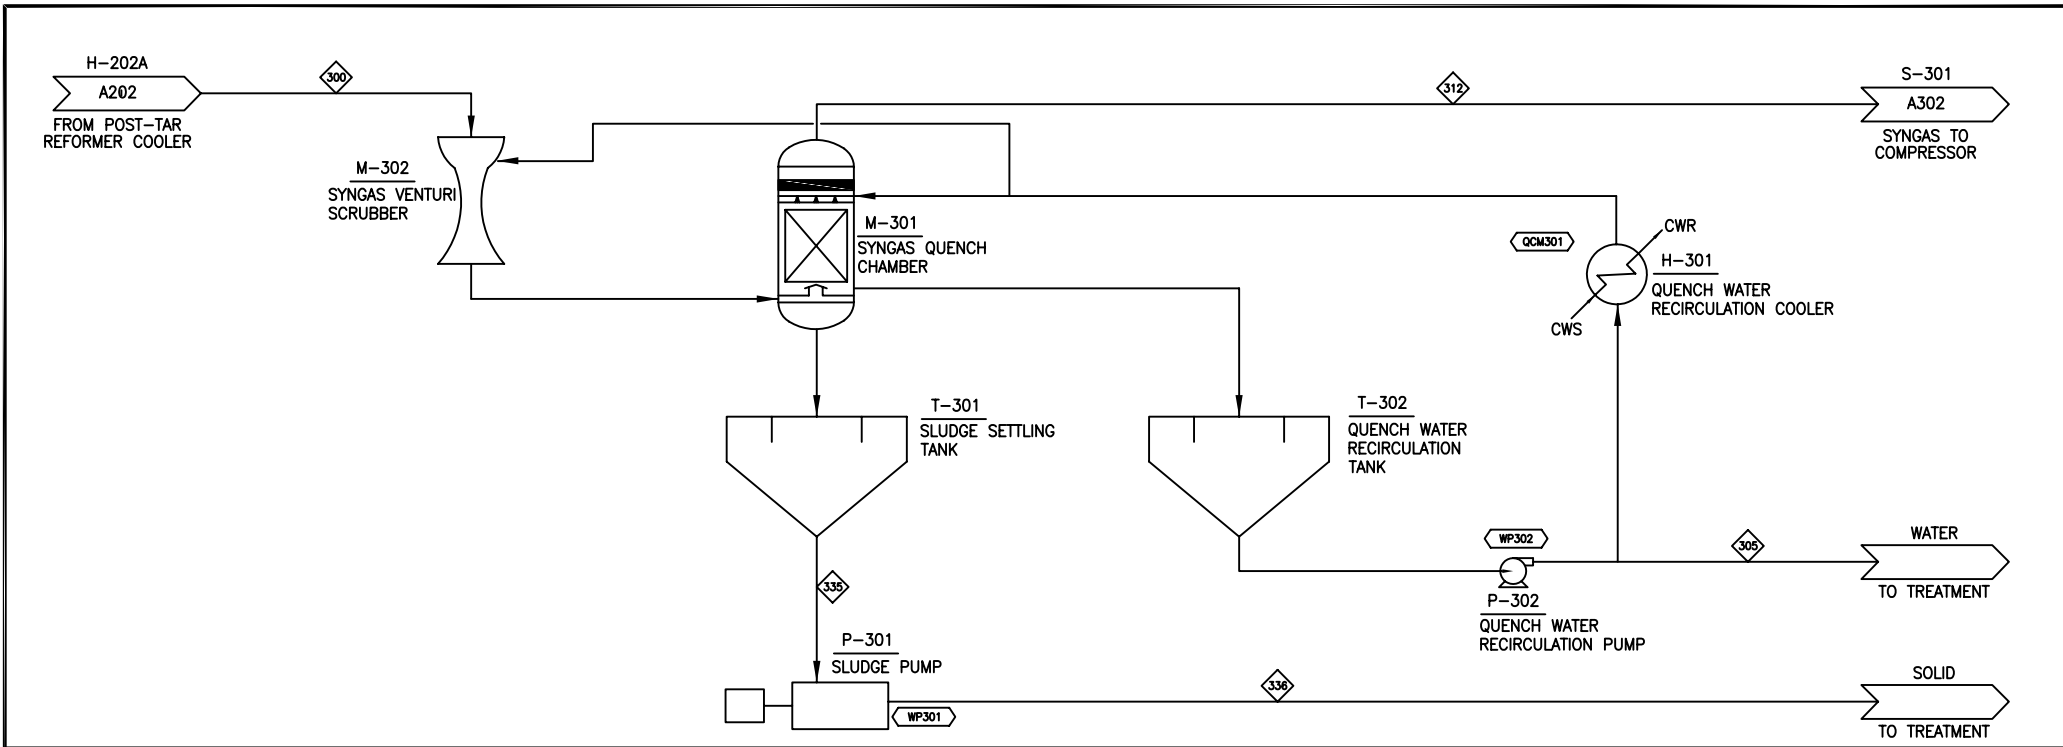 H-202A
A202
FROM POST-TAR
REFORMER COOLER
300
312
S-301
A302
SYNGAS TO
COMPRESSOR
M-302
SYNGAS VENTURI
SCRUBBER
M-301
SYNGAS QUENCH
CHAMBER
QCM301
CWR
H-301
QUENCH WATER
RECIRCULATION COOLER
CWS
T-301
SLUDGE SETTLING
TANK
T-302
QUENCH WATER
RECIRCULATION
TANK
WP302
305
WATER
TO TREATMENT
335
P-302
QUENCH WATER
RECIRCULATION PUMP
P-301
SLUDGE PUMP
WP301
336
SOLID
TO TREATMENT